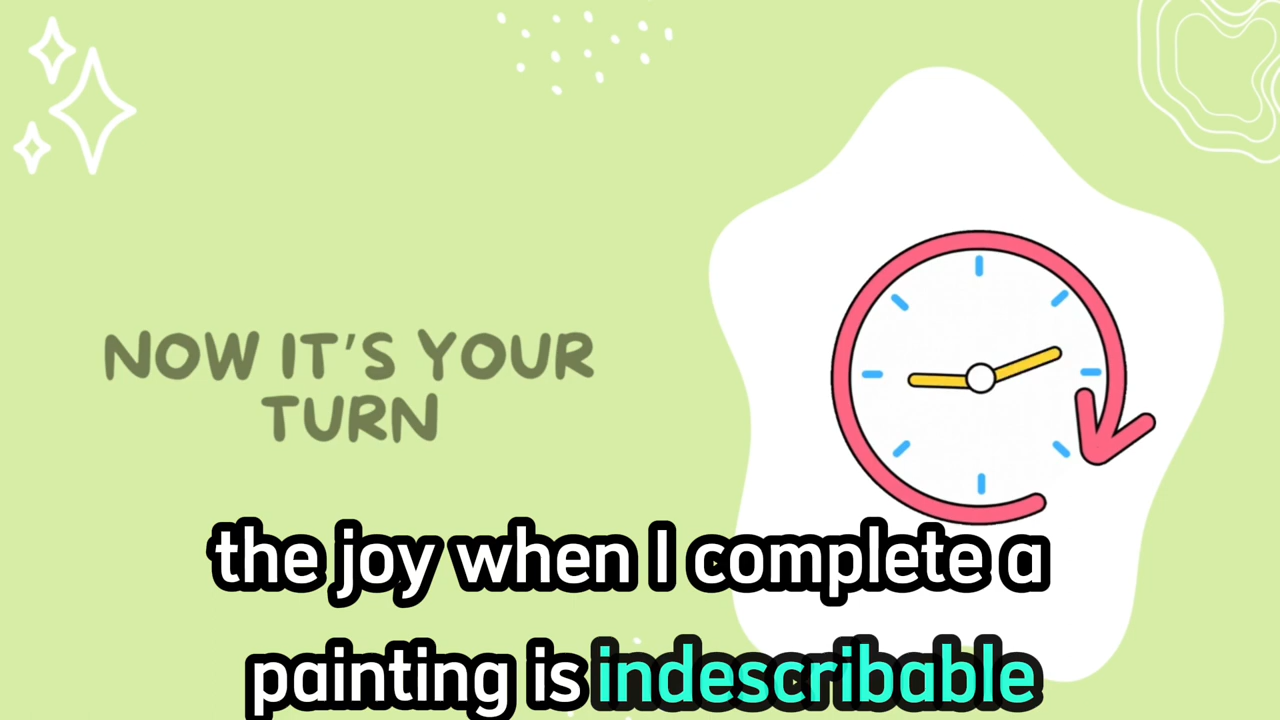 NOW IT'S YOUR
TURN
the joy when I complete a
painting is indescribable